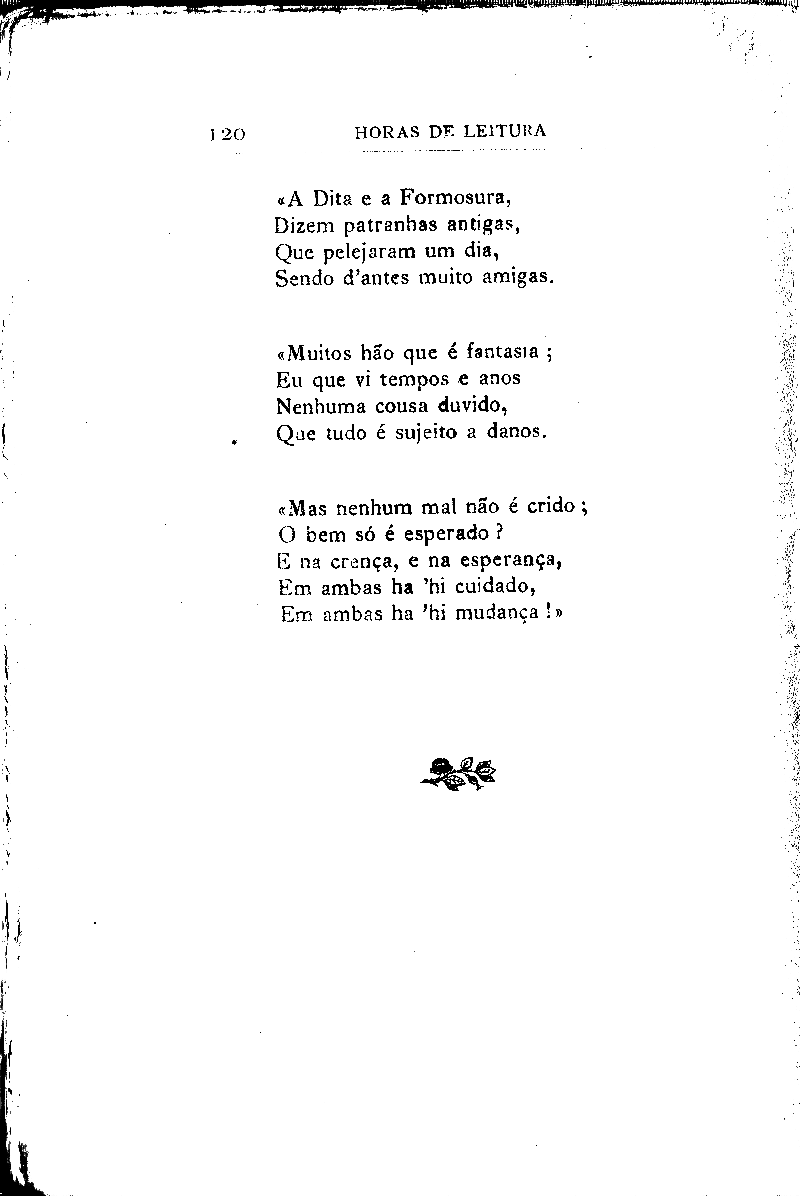 120 HORAS DE LEITURA
«A Dita e a Formosura,
Dizem patranhas antigas,
Que pelejaram um dia,
Sendo d'antes muito amigas.
«Muitos hão que é fantasia ;
Eu que vi tempos e anos
Nenhuma cousa duvido,
Que tudo é sujeito a danos.
«Mas nenhum mal não é crido ;
O bem só é esperado ?
E na crença, e na esperança,
Em ambas ha 'hi cuidado,
Em ambas ha 'hi mudança !»